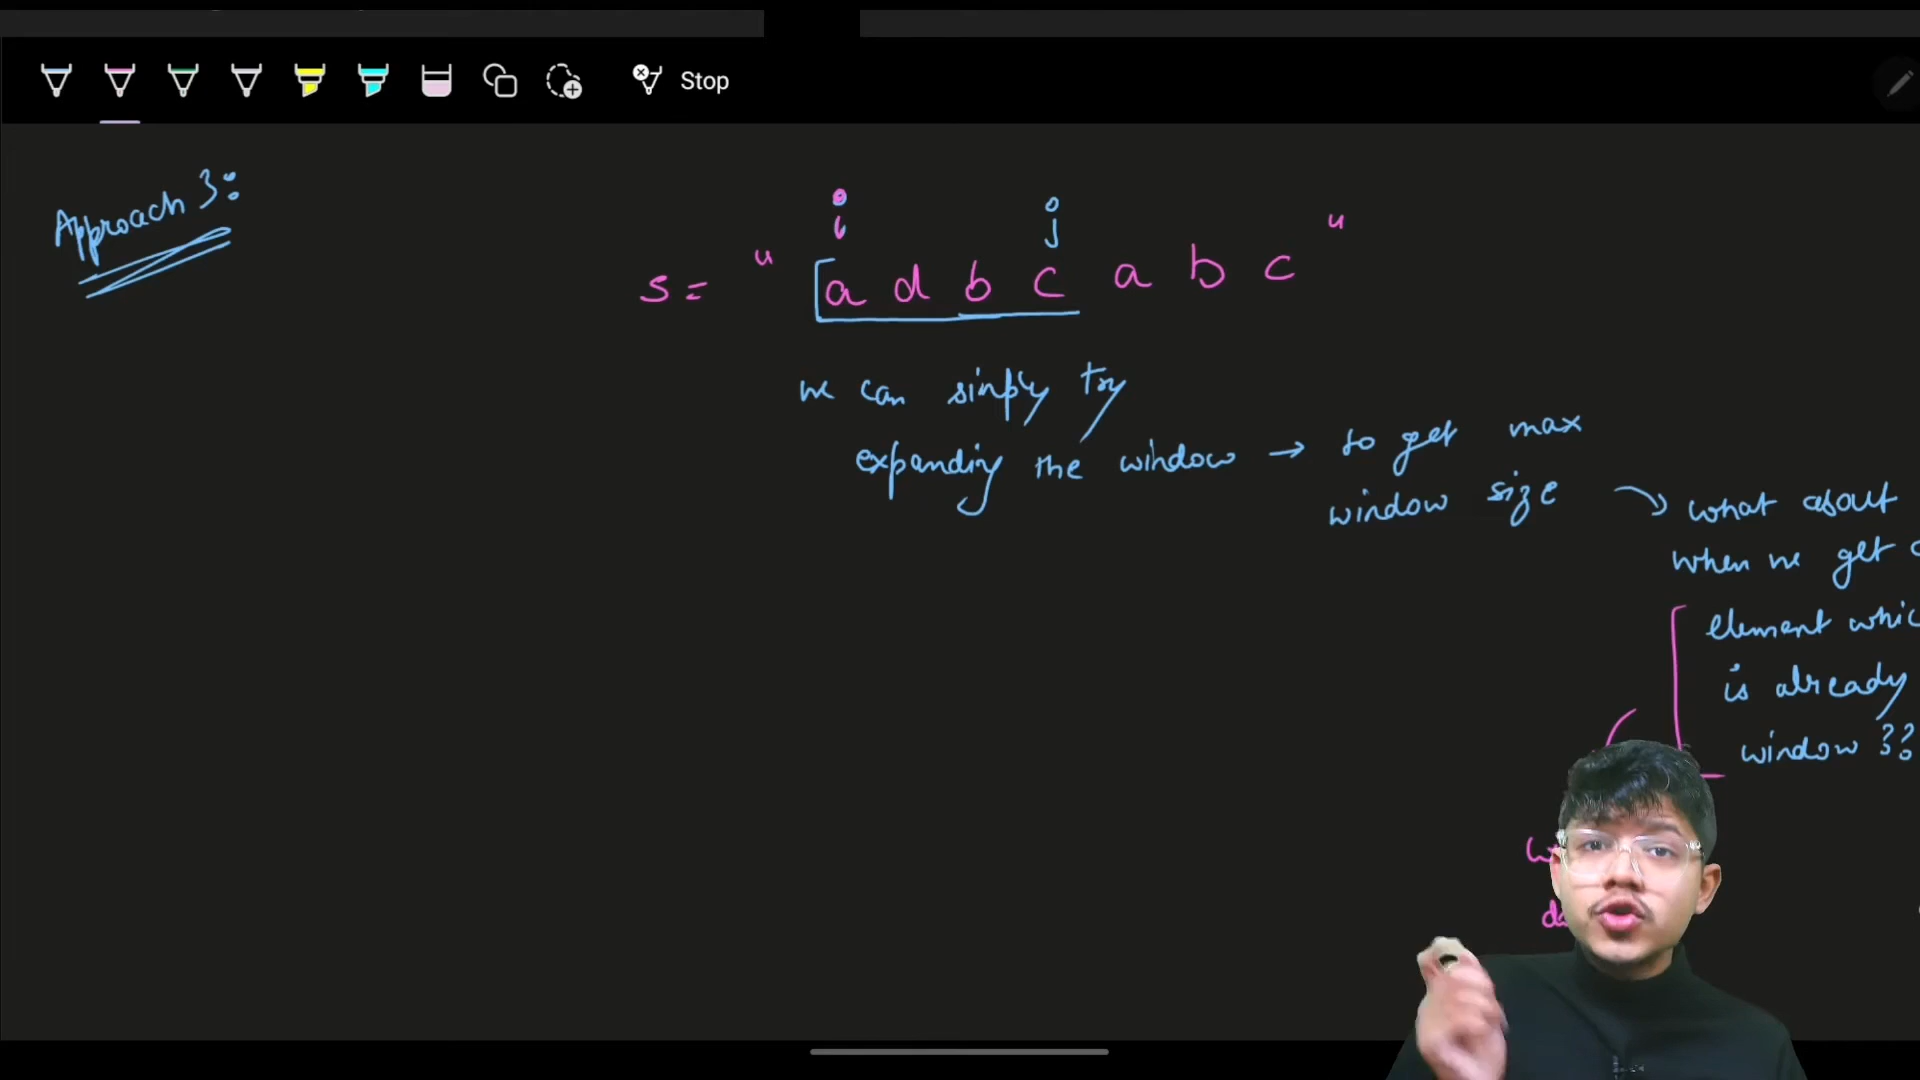 Stop
Approach 3:
i j
s = " a d b c a b c "
we can simply try
expanding the window → to get max
window size
what about
when we get
element
is already
window ??